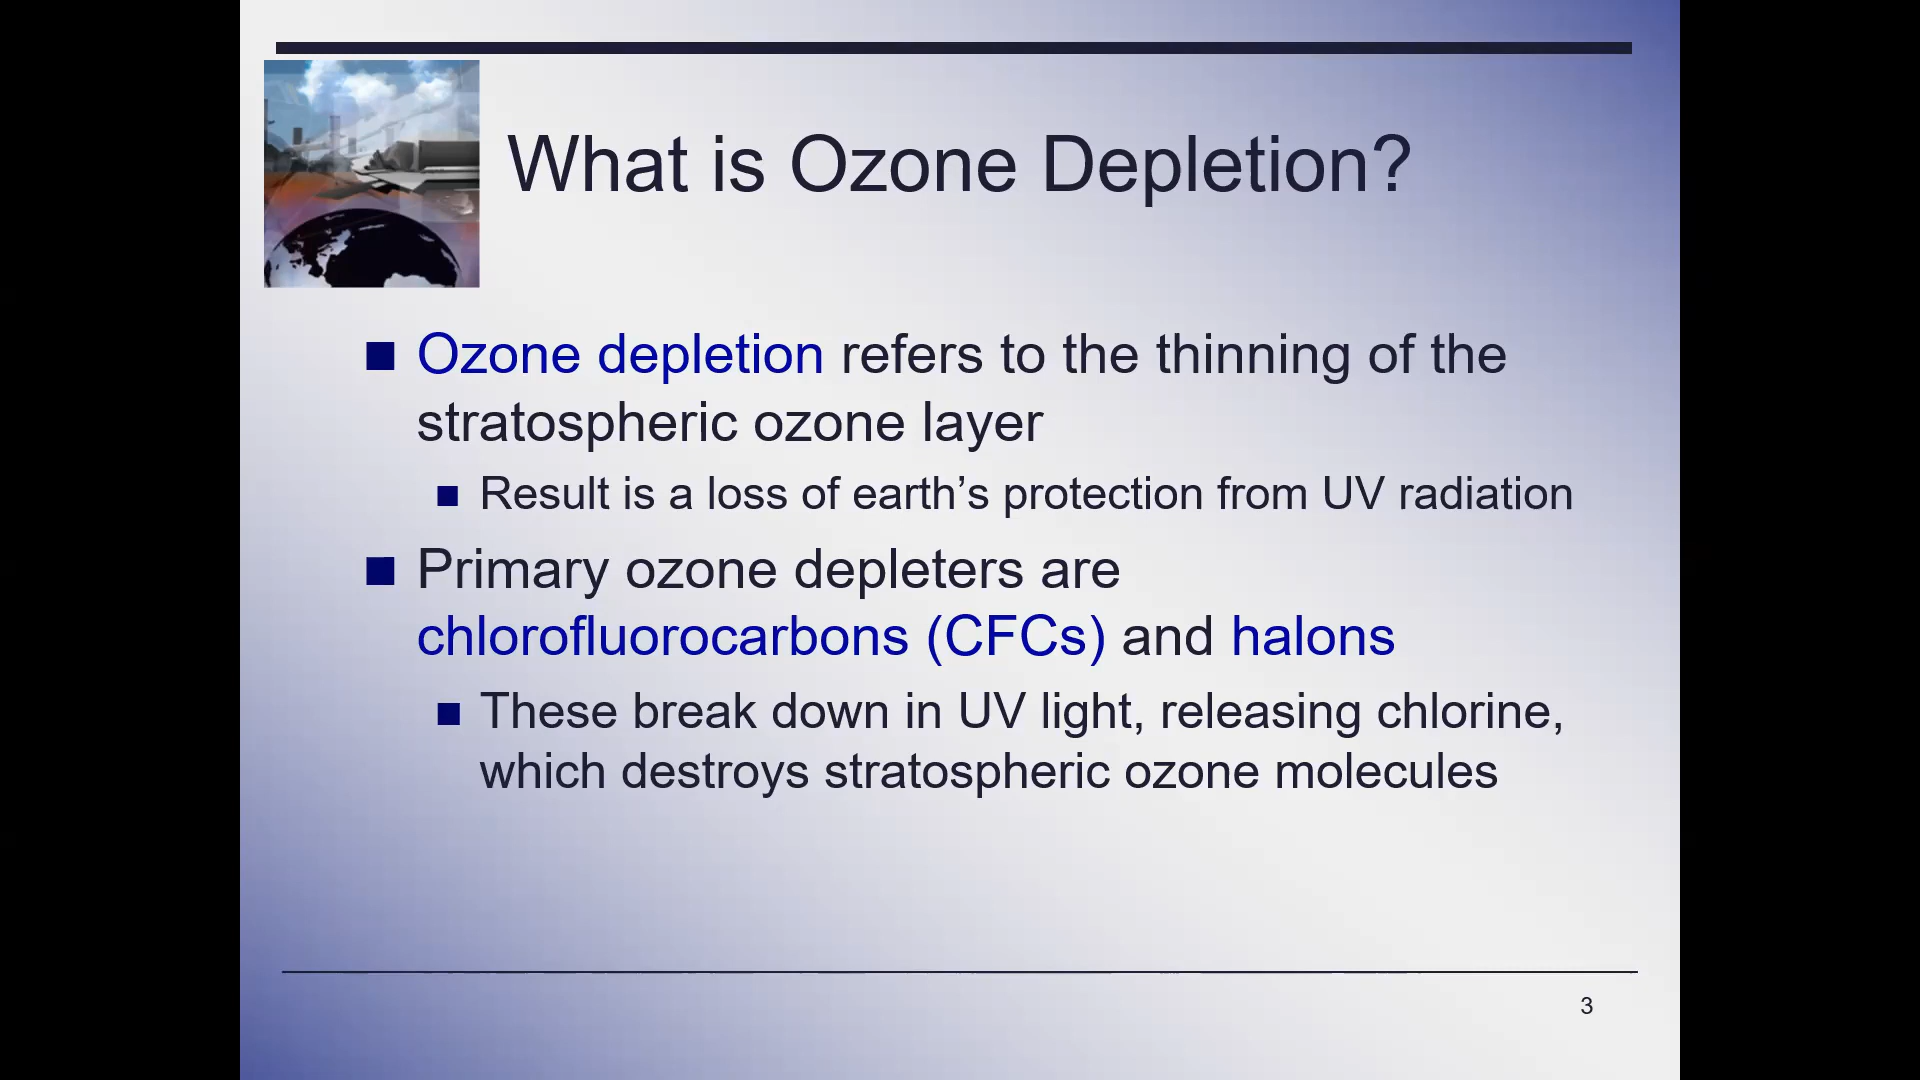 What is Ozone Depletion?
Ozone depletion refers to the thinning of the
stratospheric ozone layer
Result is a loss of earth’s protection from UV radiation
Primary ozone depleters are
chlorofluorocarbons (CFCs) and halons
These break down in UV light, releasing chlorine,
which destroys stratospheric ozone molecules
3